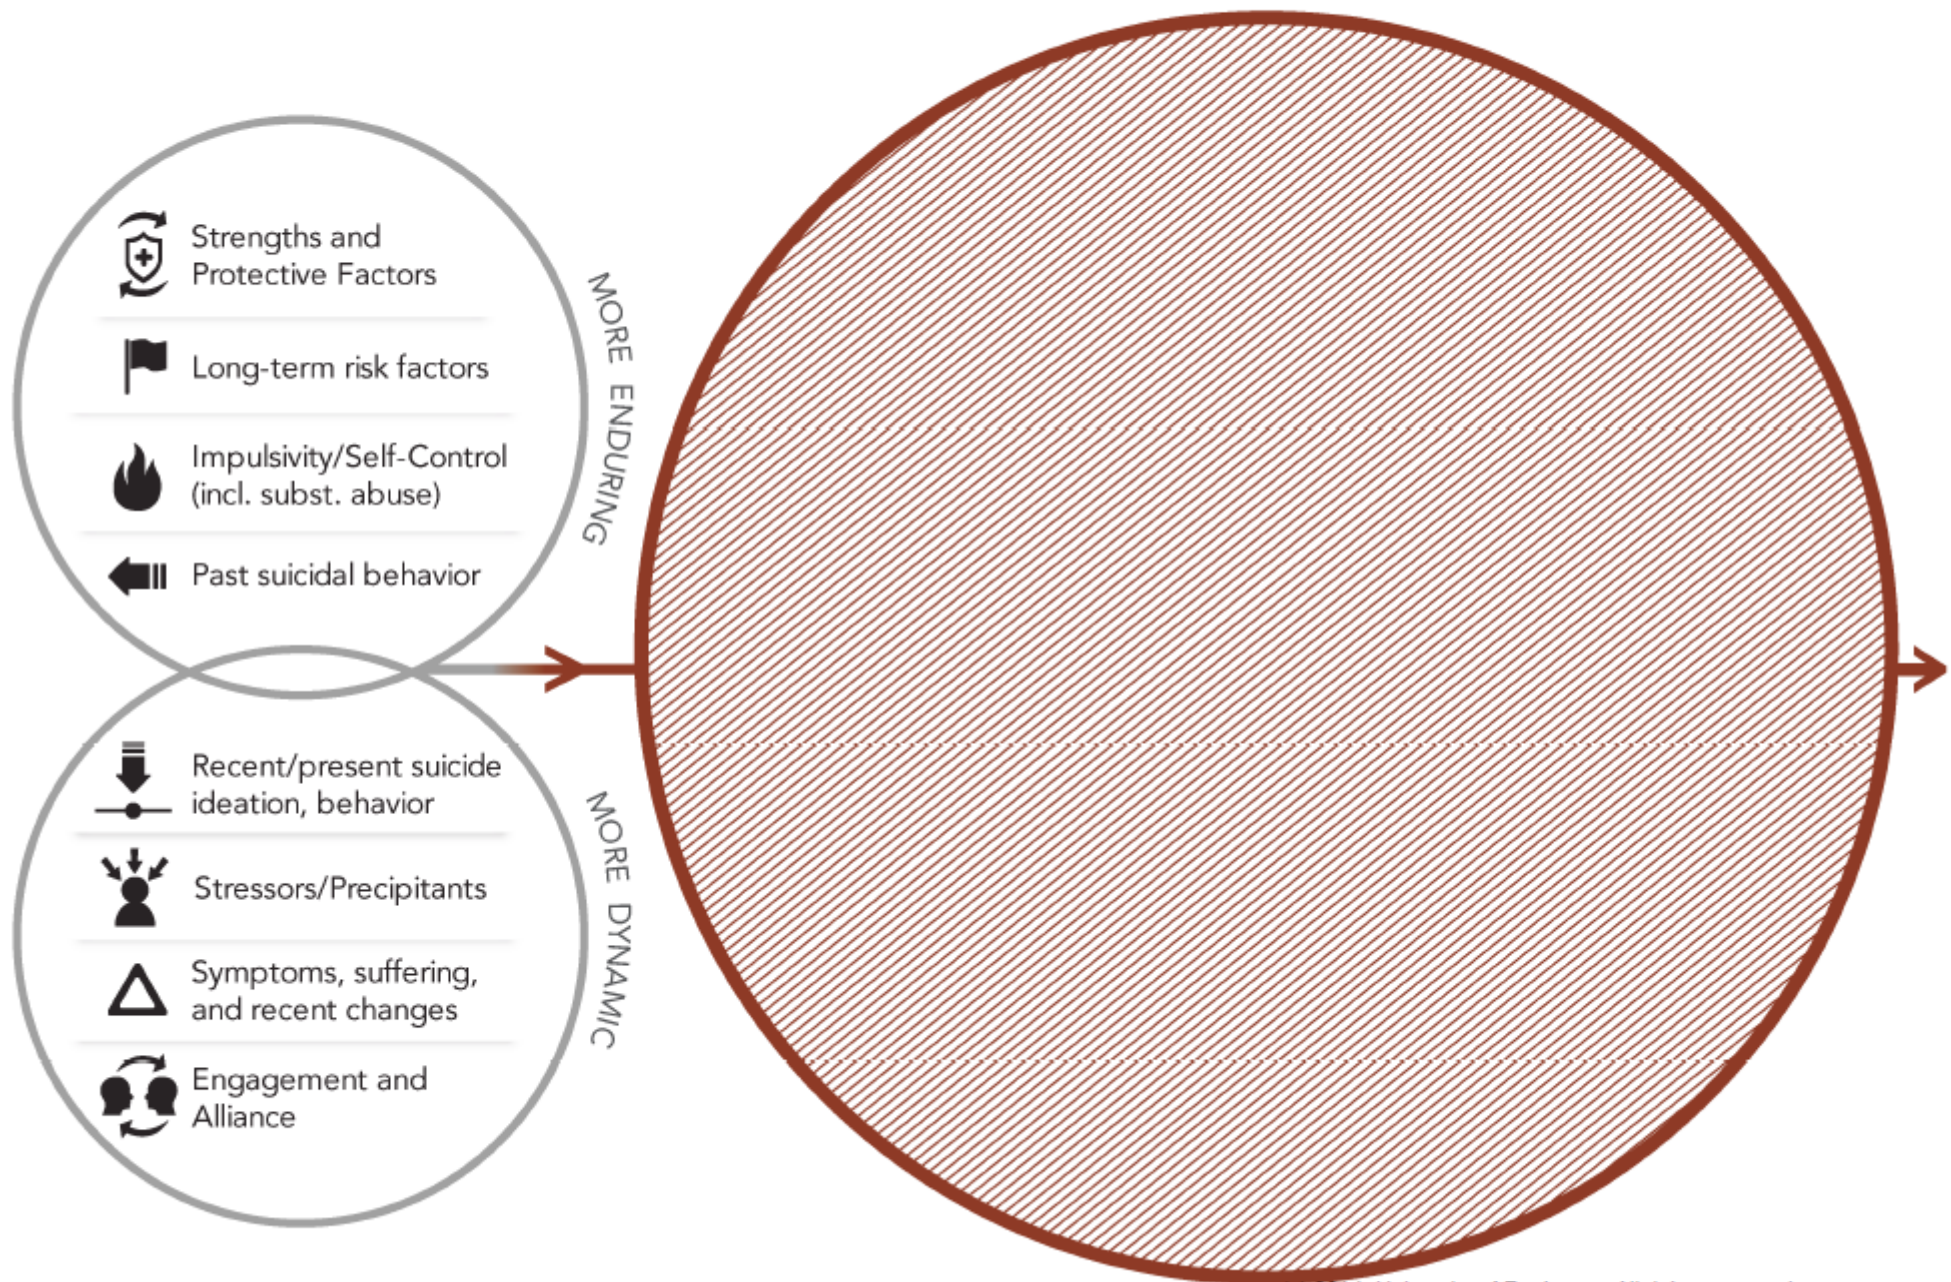 Strengths and
Protective Factors
Long-term risk factors
Impulsivity/Self-Control
(incl. subst. abuse)
Past suicidal behavior
MORE ENDURING
Recent/present suicide
ideation, behavior
Stressors/Precipitants
Symptoms, suffering,
and recent changes
Engagement and
Alliance
MORE DYNAMIC